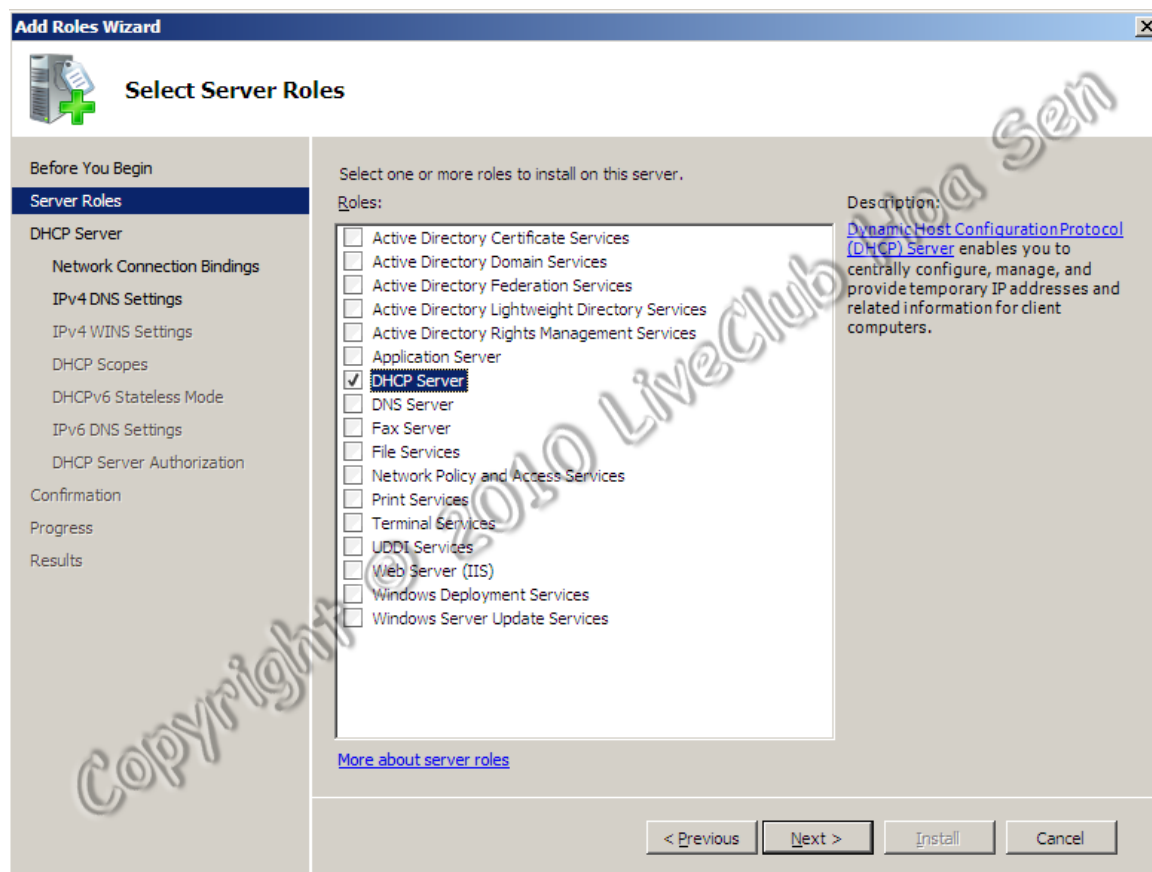 Add Roles Wizard
Select Server Roles
Before You Begin
Server Roles
DHCP Server
Network Connection Bindings
IPv4 DNS Settings
IPv4 WINS Settings
DHCP Scopes
DHCPv6 Stateless Mode
IPv6 DNS Settings
DHCP Server Authorization
Confirmation
Progress
Results
Select one or more roles to install on this server.
Roles:
Active Directory Certificate Services
Active Directory Domain Services
Active Directory Federation Services
Active Directory Lightweight Directory Services
Active Directory Rights Management Services
Application Server
DHCP Server
DNS Server
Fax Server
File Services
Network Policy and Access Services
Print Services
Terminal Services
UDDI Services
Web Server (IIS)
Windows Deployment Services
Windows Server Update Services
More about server roles
Description:
Dynamic Host Configuration Protocol
(DHCP) Server enables you to
centrally configure, manage, and
provide temporary IP addresses and
related information for client
computers.
< Previous
Next >
Install
Cancel
Copyright © 2010 LiveClub Hoa Sen